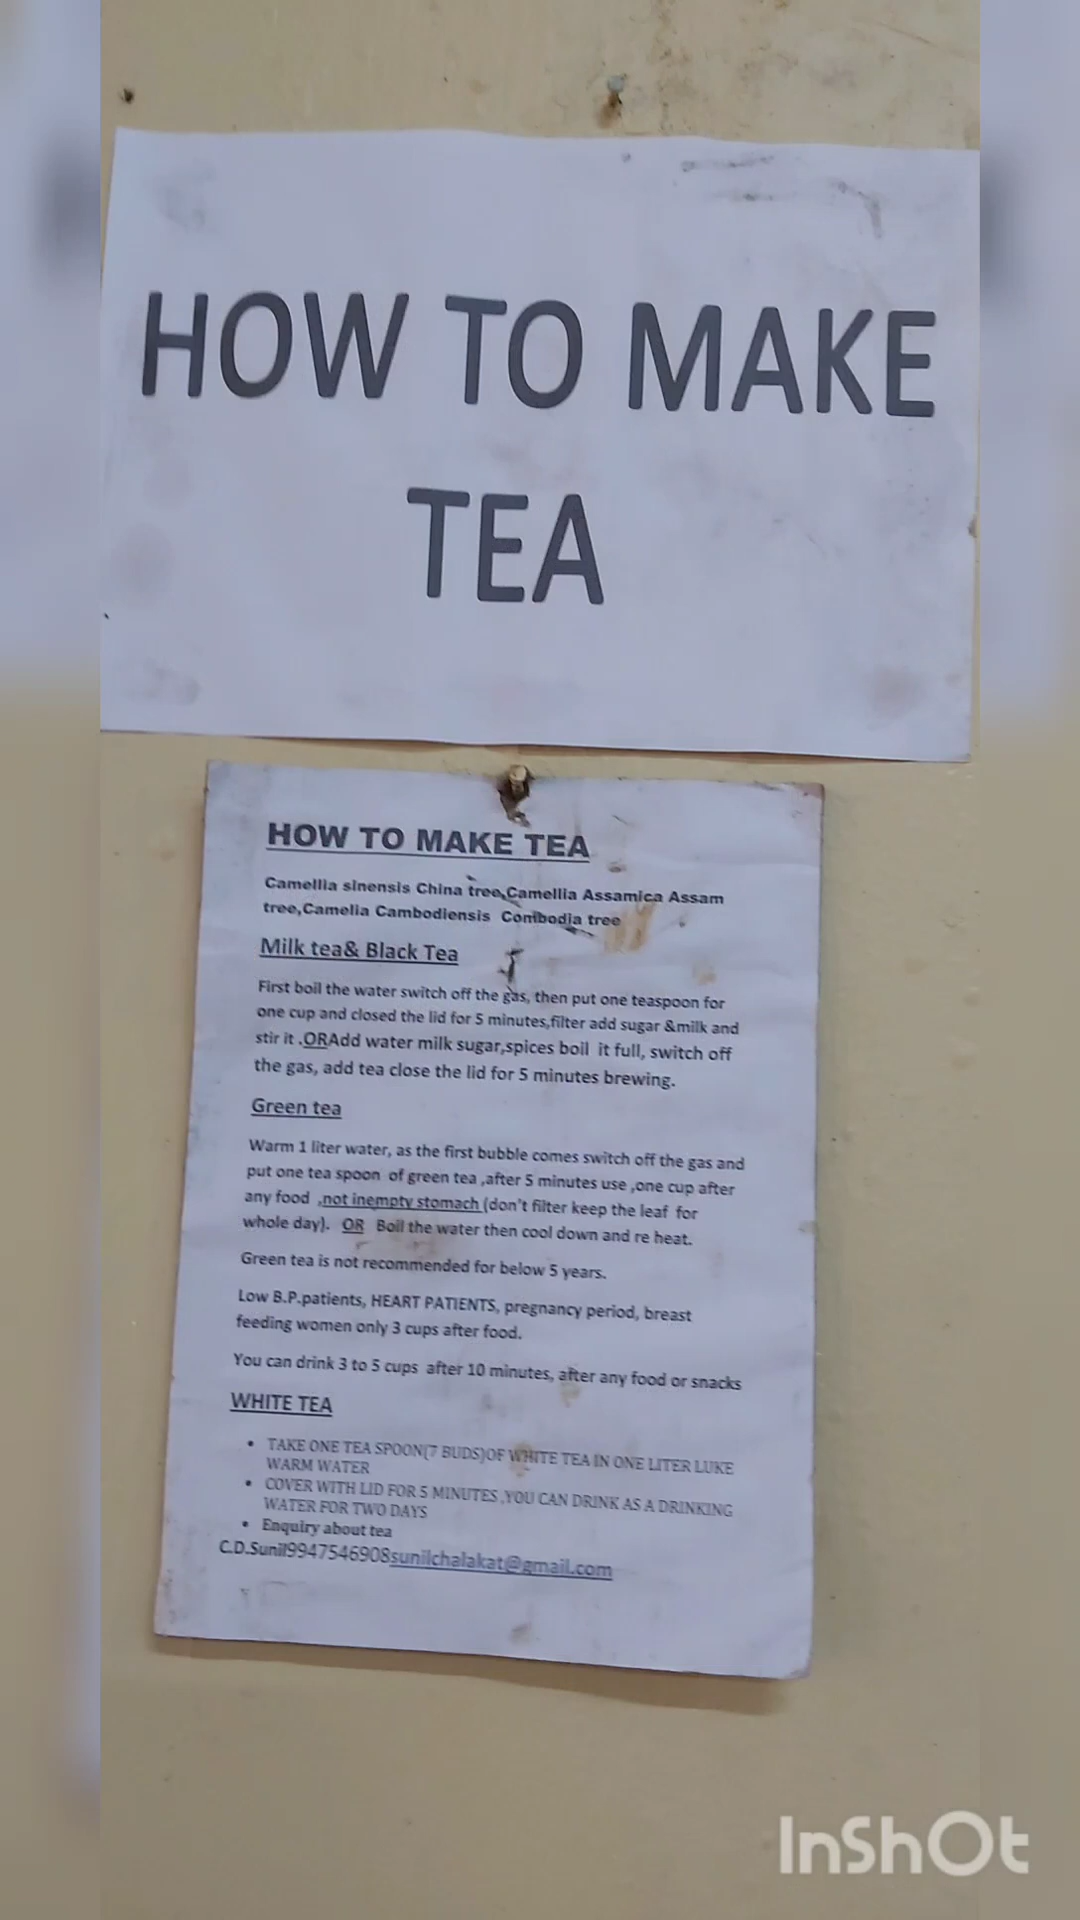 HOW TO MAKE
TEA
HOW TO MAKE TEA
Camellia sinensis China tree,Camellia Assamica Assam
tree,Camelia Cambodiensis Combodia tree
Milk tea& Black Tea
First boil the water switch off the gas, then put one teaspoon for
one cup and closed the lid for 5 minutes,filter add sugar &milk and
stir it .ORAdd water milk sugar,spices boil it full, switch off
the gas, add tea close the lid for 5 minutes brewing.
Green tea
Warm 1 liter water, as the first bubble comes switch off the gas and
put one tea spoon of green tea ,after 5 minutes use ,one cup after
any food ,not inempty stomach (don't filter keep the leaf for
whole day). OR Boil the water then cool down and re heat.
Green tea is not recommended for below 5 years.
Low B.P.patients, HEART PATIENTS, pregnancy period, breast
feeding women only 3 cups after food.
You can drink 3 to 5 cups after 10 minutes, after any food or snacks
WHITE TEA
• TAKE ONE TEA SPOON(7 BUDS)OF WHITE TEA IN ONE LITER LUKE
WARM WATER
• COVER WITH LID FOR 5 MINUTES ,YOU CAN DRINK AS A DRINKING
WATER FOR TWO DAYS
• Enquiry about tea
C.D.Sunil9947546908sunilchalakat@gmail.com
InShOt